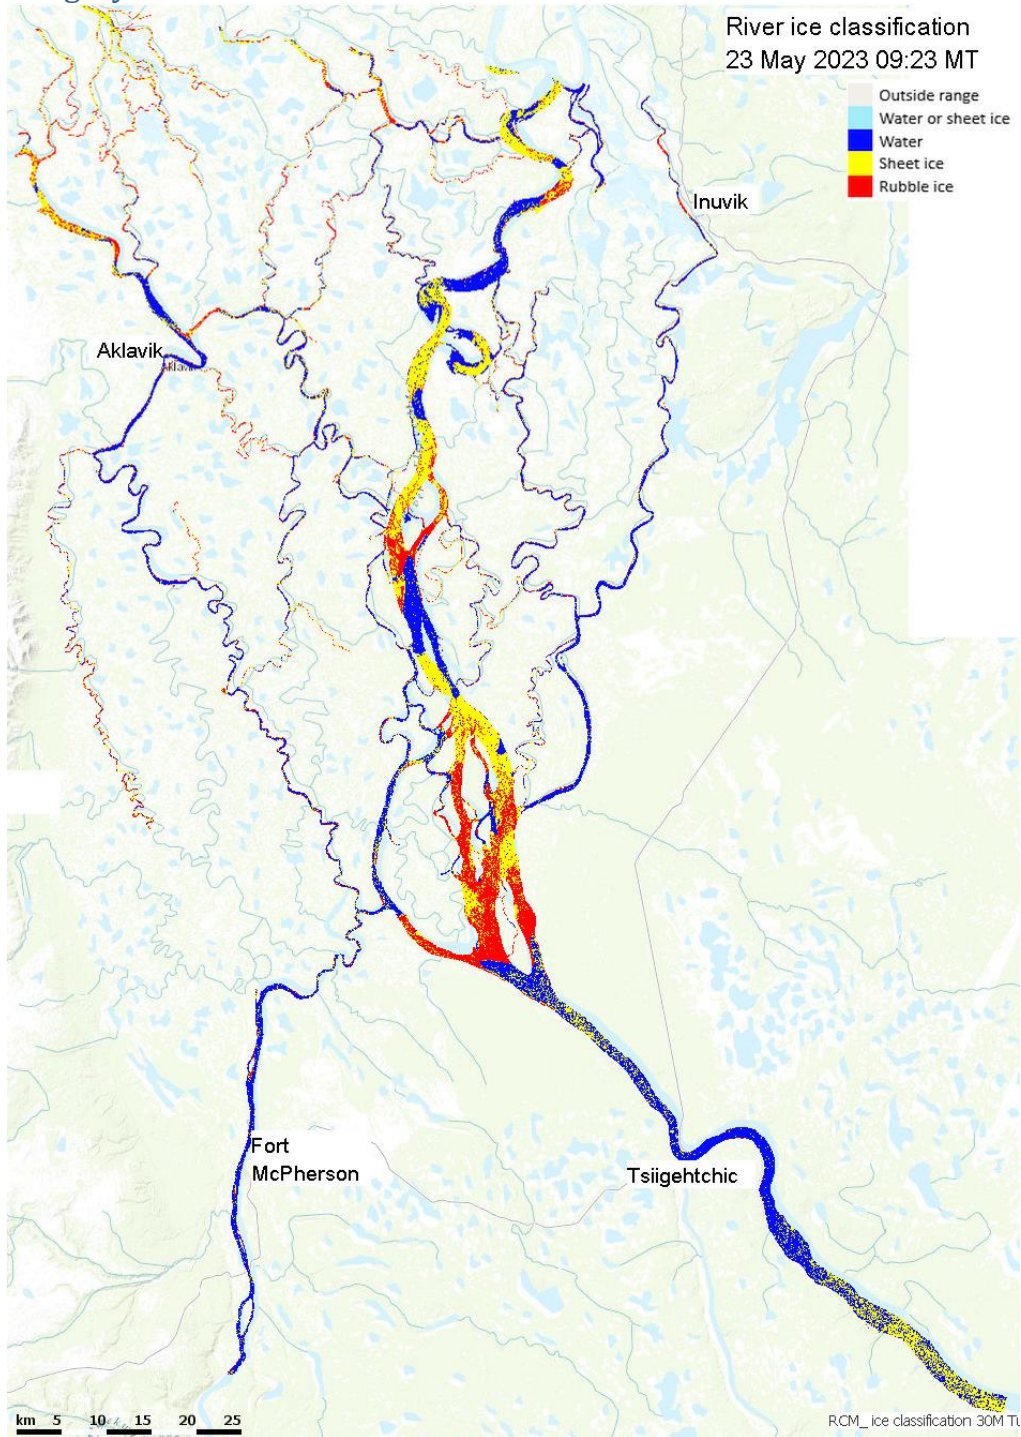 River ice classification
23 May 2023 09:23 MT
Outside range
Water or sheet ice
Water
Sheet ice
Rubble ice
Inuvik
Aklavik
Fort
McPherson
Tsiigehtchic
km 5 10 15 20 25
RCM_ ice classification 30M Tu